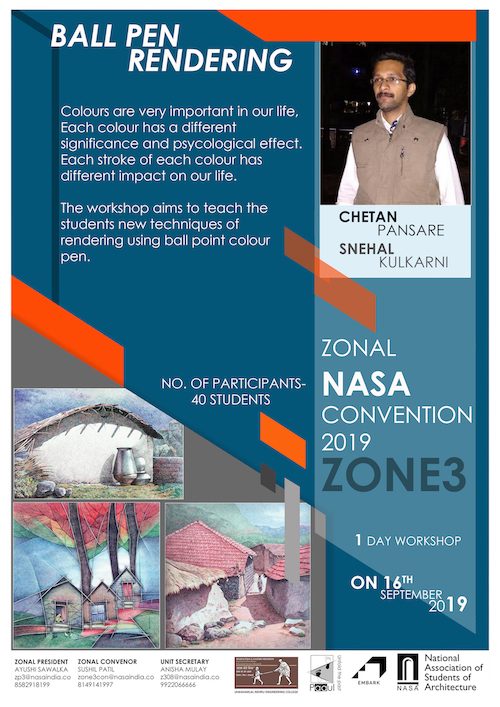 BALL PEN
RENDERING
Colours are very important in our life,
Each colour has a different
significance and psycological effect.
Each stroke of each colour has
different impact on our life.
The workshop aims to teach the
students new techniques of
rendering using ball point colour
pen.
CHETAN
PANSARE
SNEHAL
KULKARNI
NO. OF PARTICIPANTS-
40 STUDENTS
ZONAL
NASA
CONVENTION
2019
ZONE3
1 DAY WORKSHOP
ON 16TH
SEPTEMBER
2019
ZONAL PRESIDENT
AYUSHI SAWALKA
zp3@nasaindia.co
8582918199
ZONAL CONVENOR
SUSHIL PATIL
zone3con@nasaindia.co
8149141997
UNIT SECRETARY
ANISHA MULAY
z308@nasaindia.co
9922066666
unfold the past
EMBARK
NASA
National
Association of
Students of
Architecture